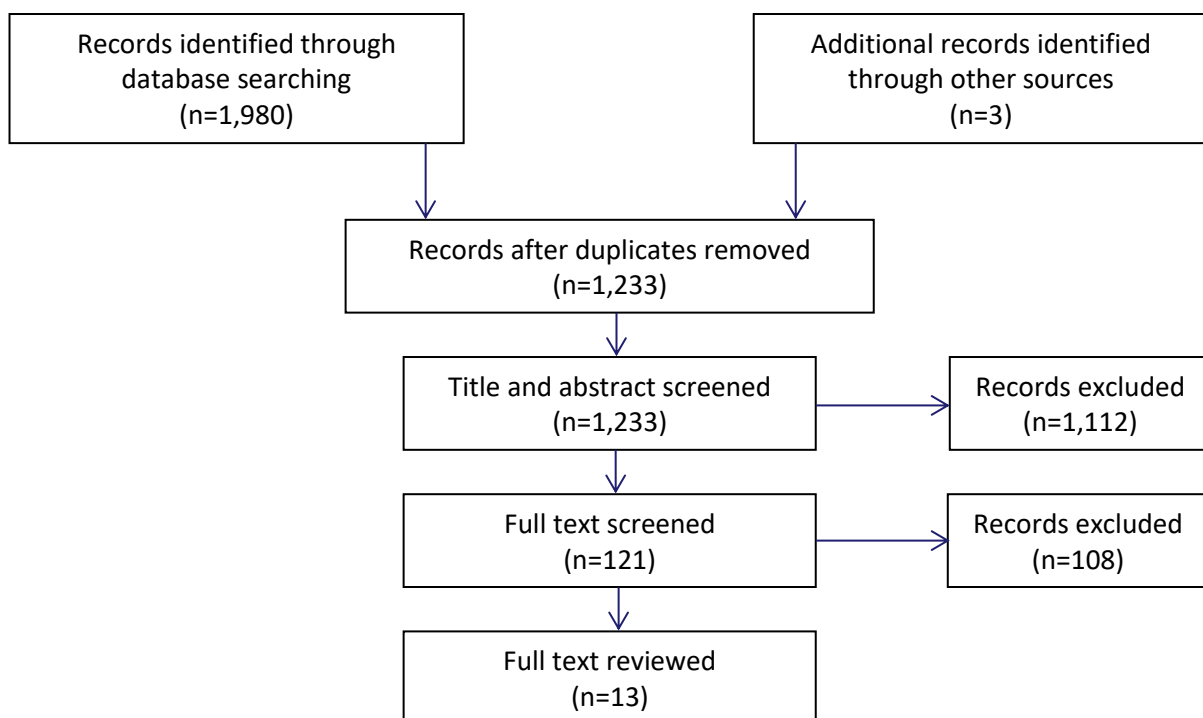 Records identified through
database searching
(n=1,980)
Additional records identified
through other sources
(n=3)
Records after duplicates removed
(n=1,233)
Title and abstract screened
(n=1,233)
Records excluded
(n=1,112)
Full text screened
(n=121)
Records excluded
(n=108)
Full text reviewed
(n=13)